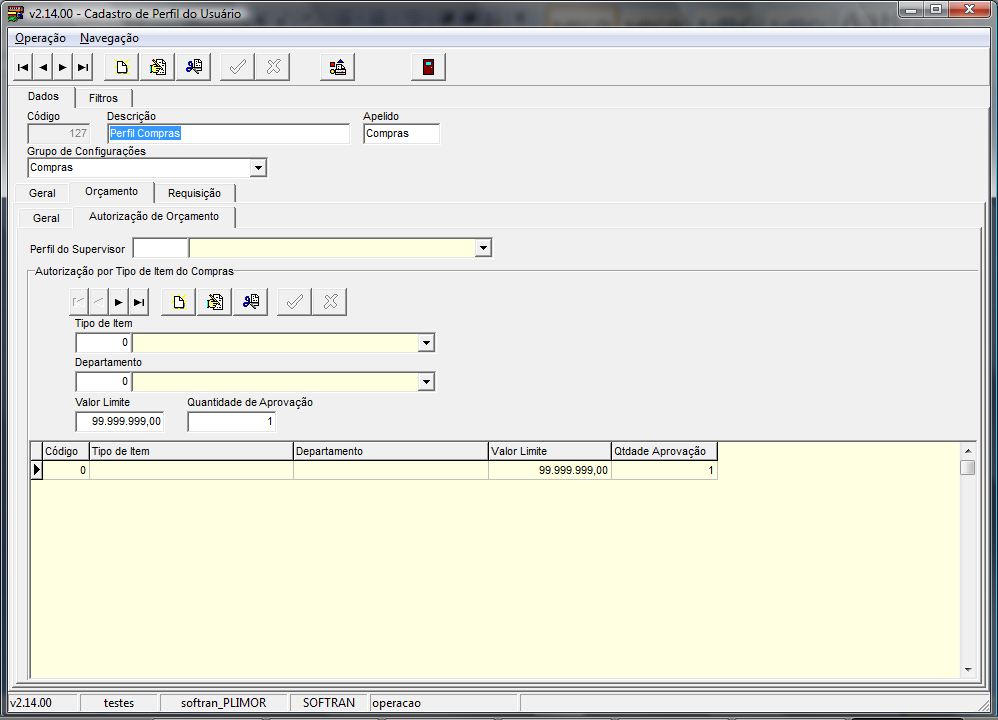 v2.14.00 - Cadastro de Perfil do Usuário
Operação Navegação
Dados Filtros
Código Descrição Apelido
127 Perfil Compras Compras
Grupo de Configurações
Compras
Geral Orçamento Requisição
Geral Autorização de Orçamento
Perfil do Supervisor
Autorização por Tipo de Item do Compras
Tipo de Item
0
Departamento
0
Valor Limite Quantidade de Aprovação
99.999.999,00 1
Código Tipo de Item Departamento Valor Limite Qtdade Aprovação
0 99.999.999,00 1
v2.14.00 testes softran_PLIMOR SOFTRAN operacao